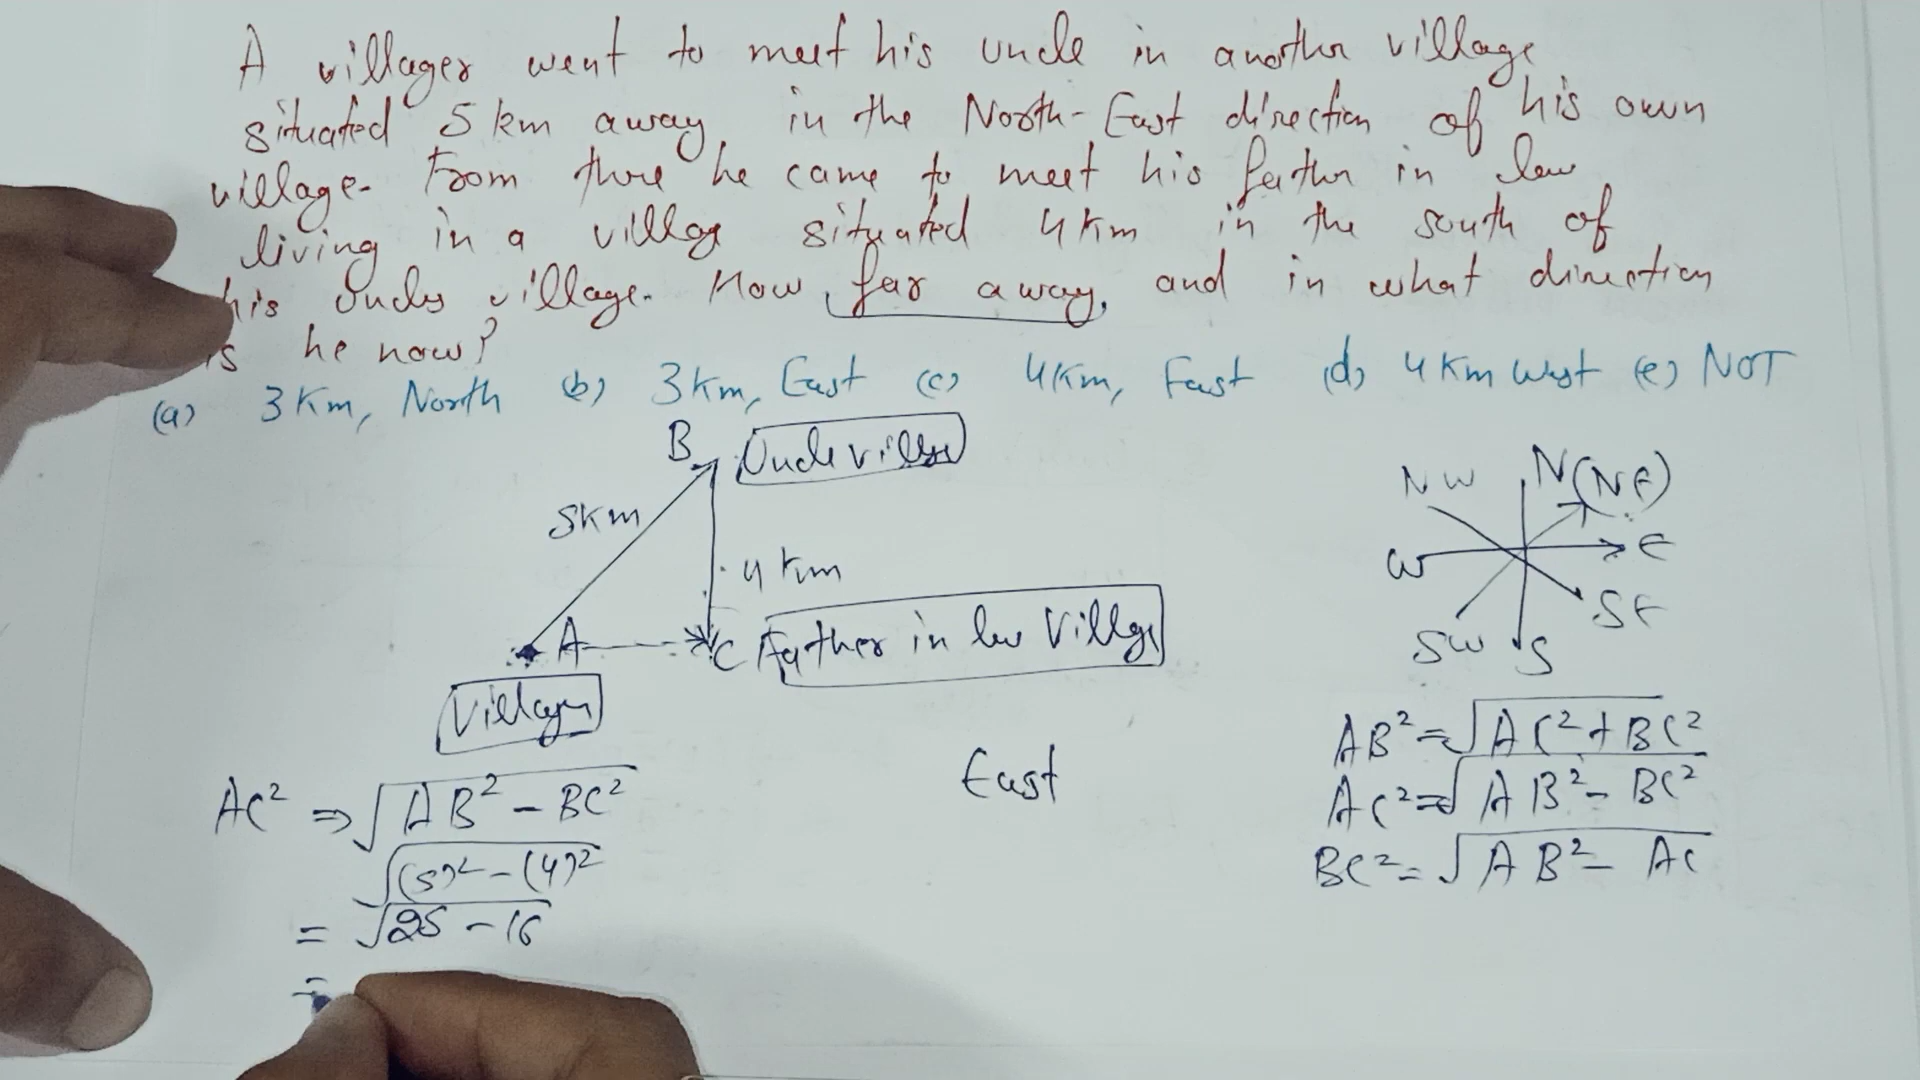 A villager went to meet his uncle in another village
situated 5 km away in the North-East direction of his own
village. From there he came to meet his father in law
living in a village situated 4 km in the south of
his uncles village. How far away, and in what direction
is he now?
(a) 3 Km, North (b) 3 km, East (c) 4 Km, East (d) 4 Km West (e) NOT
B Uncle village
5km
4 Km
A
C Father in law Village
Village
NW N (NE)
W E
SE
SW S
AB² = √AC² + BC²
AC² = √AB² - BC²
BC² = √AB² - AC
East
AC² ⇒ √AB² - BC²
√(5)² - (4)²
= √25 - 16
=